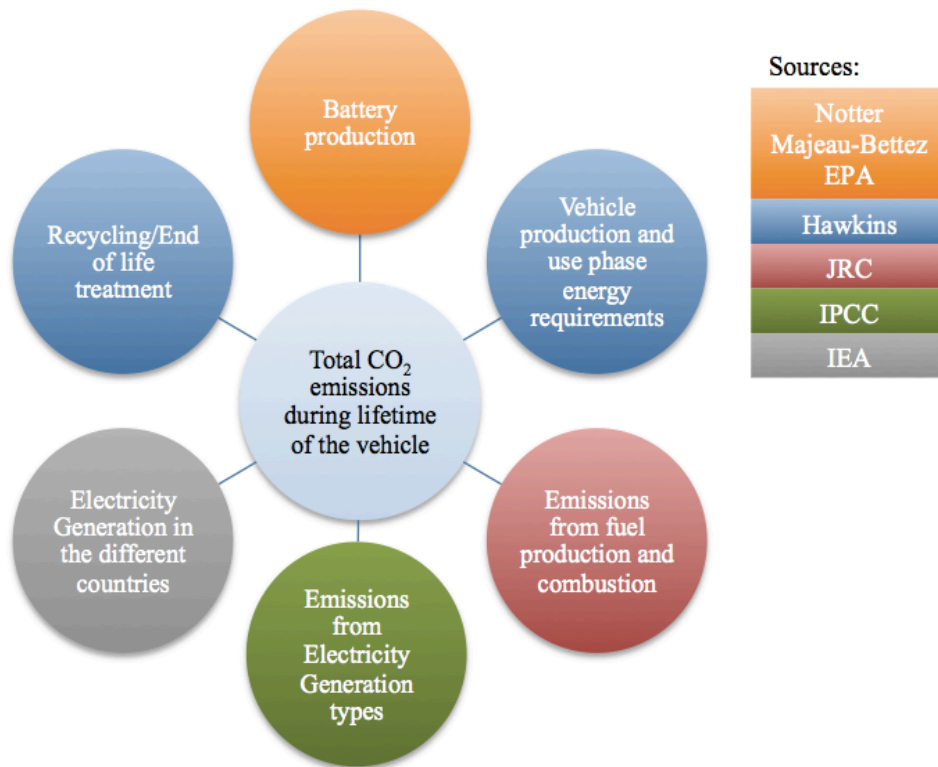 Battery
production
Sources:
Notter
Majeau-Bettez
EPA
Hawkins
JRC
IPCC
IEA
Recycling/End
of life
treatment
Vehicle
production and
use phase
energy
requirements
Total CO₂
emissions
during lifetime
of the vehicle
Electricity
Generation in
the different
countries
Emissions
from fuel
production and
combustion
Emissions
from
Electricity
Generation
types